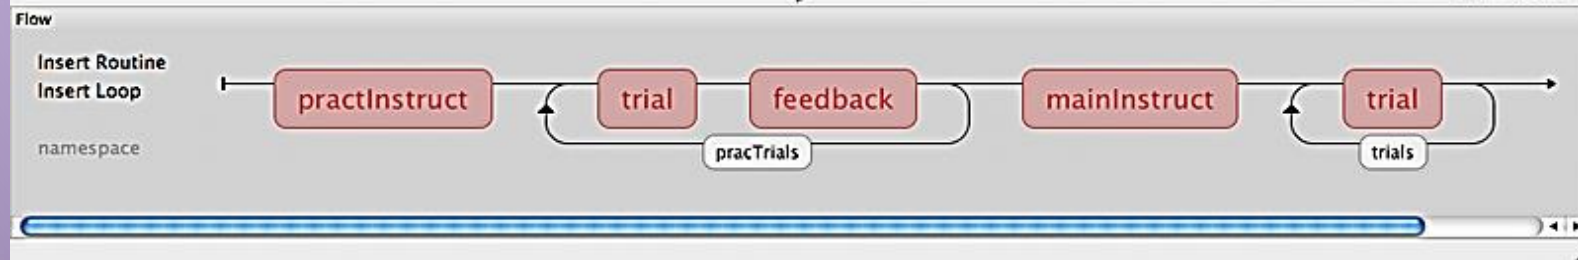 Flow
Insert Routine
Insert Loop
namespace
practInstruct
trial
feedback
pracTrials
mainInstruct
trial
trials